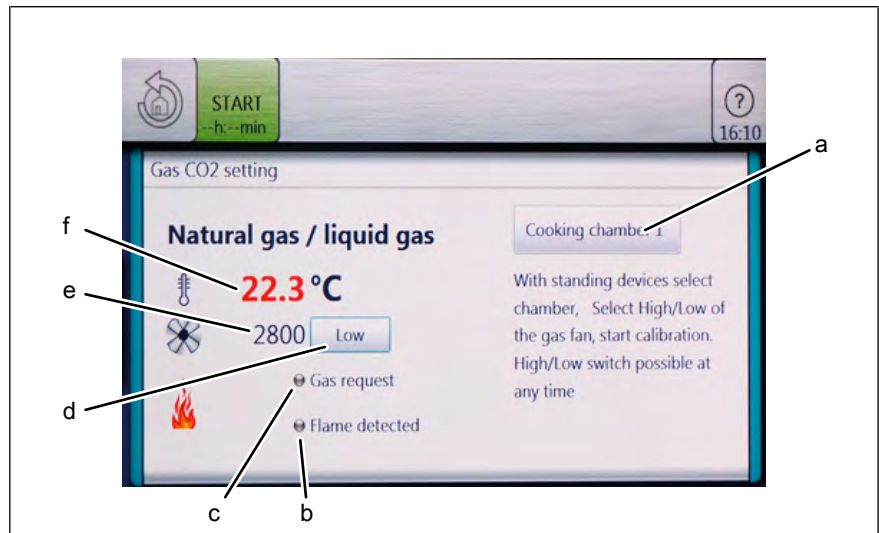 START
--h:--min
?
16:10
a
Gas CO2 setting
f
Natural gas / liquid gas
Cooking chamber 1
22.3 °C
With standing devices select
chamber, Select High/Low of
e
the gas fan, start calibration.
2800 Low
High/Low switch possible at
any time
d
Gas request
Flame detected
c
b